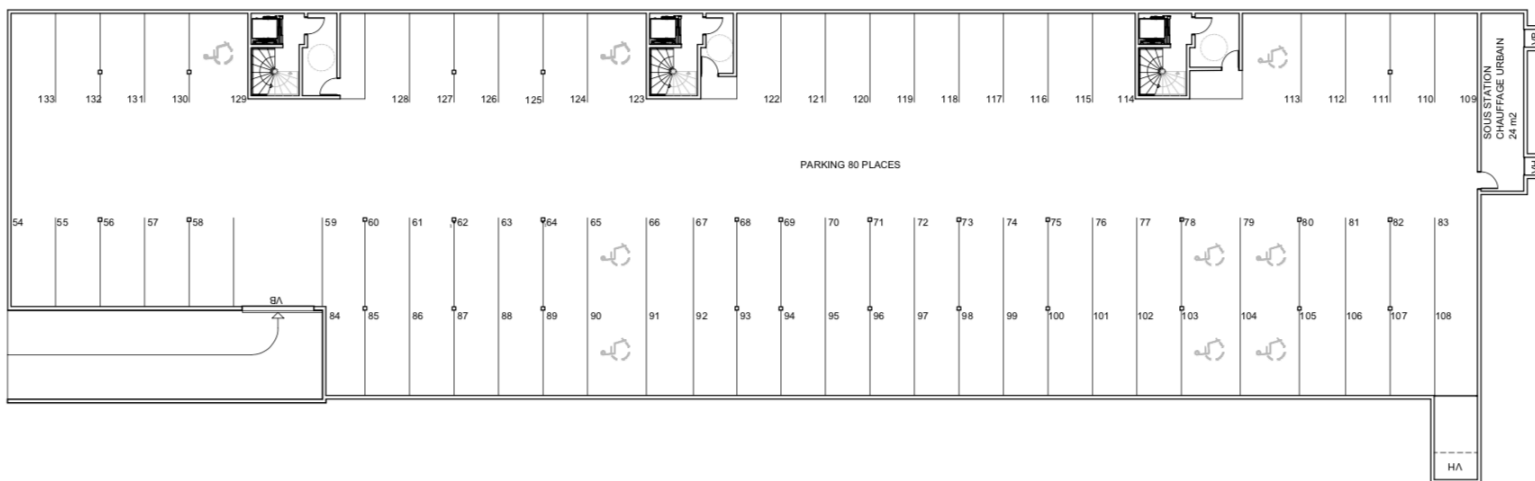 133 132 131 130 129 128 127 126 125 124 123 122 121 120 119 118 117 116 115 114 113 112 111 110 109
SOUS STATION
CHAUFFAGE URBAIN
24 m2
VB
VH
PARKING 80 PLACES
54 55 56 57 58 59 60 61 62 63 64 65 66 67 68 69 70 71 72 73 74 75 76 77 78 79 80 81 82 83
VB
84 85 86 87 88 89 90 91 92 93 94 95 96 97 98 99 100 101 102 103 104 105 106 107 108
VH